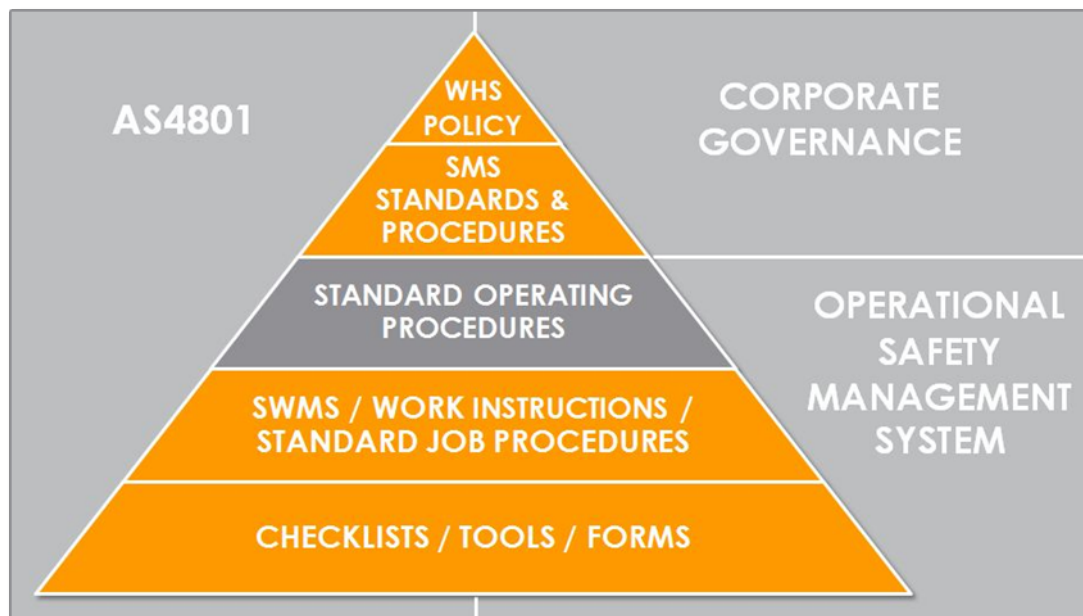 AS4801
WHS
POLICY
SMS
STANDARDS &
PROCEDURES
STANDARD OPERATING
PROCEDURES
SWMS / WORK INSTRUCTIONS /
STANDARD JOB PROCEDURES
CHECKLISTS / TOOLS / FORMS
CORPORATE
GOVERNANCE
OPERATIONAL
SAFETY
MANAGEMENT
SYSTEM